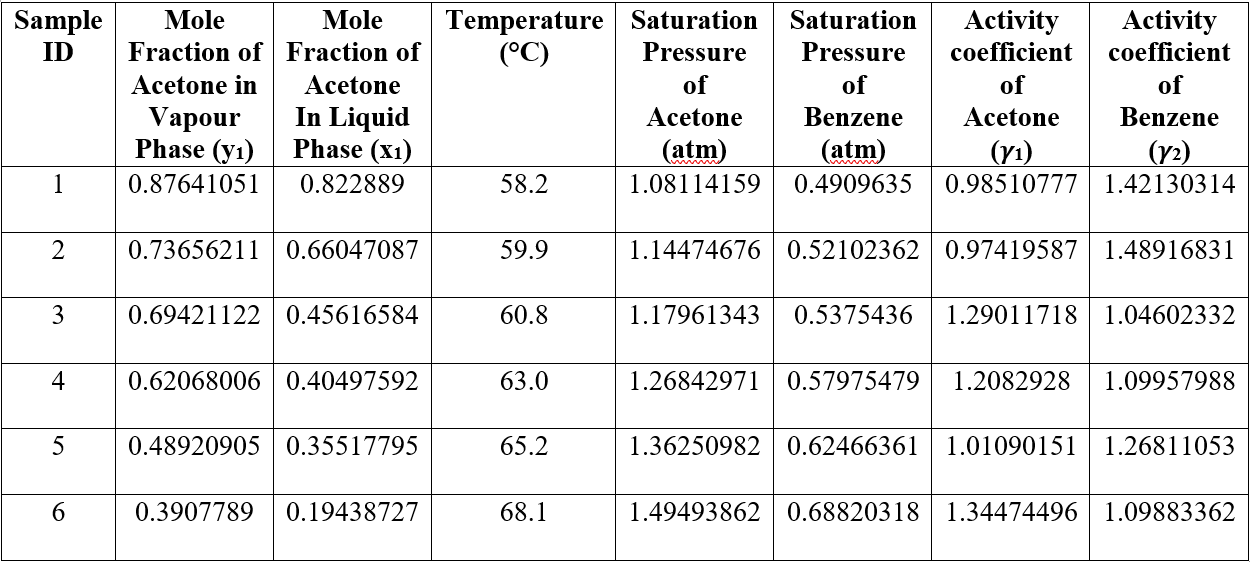 Sample ID | Mole Fraction of Acetone in Vapour Phase (y₁) | Mole Fraction of Acetone In Liquid Phase (x₁) | Temperature (°C) | Saturation Pressure of Acetone (atm) | Saturation Pressure of Benzene (atm) | Activity coefficient of Acetone (γ1) | Activity coefficient of Benzene (γ2)
1 | 0.87641051 | 0.822889 | 58.2 | 1.08114159 | 0.4909635 | 0.98510777 | 1.42130314
2 | 0.73656211 | 0.66047087 | 59.9 | 1.14474676 | 0.52102362 | 0.97419587 | 1.48916831
3 | 0.69421122 | 0.45616584 | 60.8 | 1.17961343 | 0.5375436 | 1.29011718 | 1.04602332
4 | 0.62068006 | 0.40497592 | 63.0 | 1.26842971 | 0.57975479 | 1.2082928 | 1.09957988
5 | 0.48920905 | 0.35517795 | 65.2 | 1.36250982 | 0.62466361 | 1.01090151 | 1.26811053
6 | 0.3907789 | 0.19438727 | 68.1 | 1.49493862 | 0.68820318 | 1.34474496 | 1.09883362